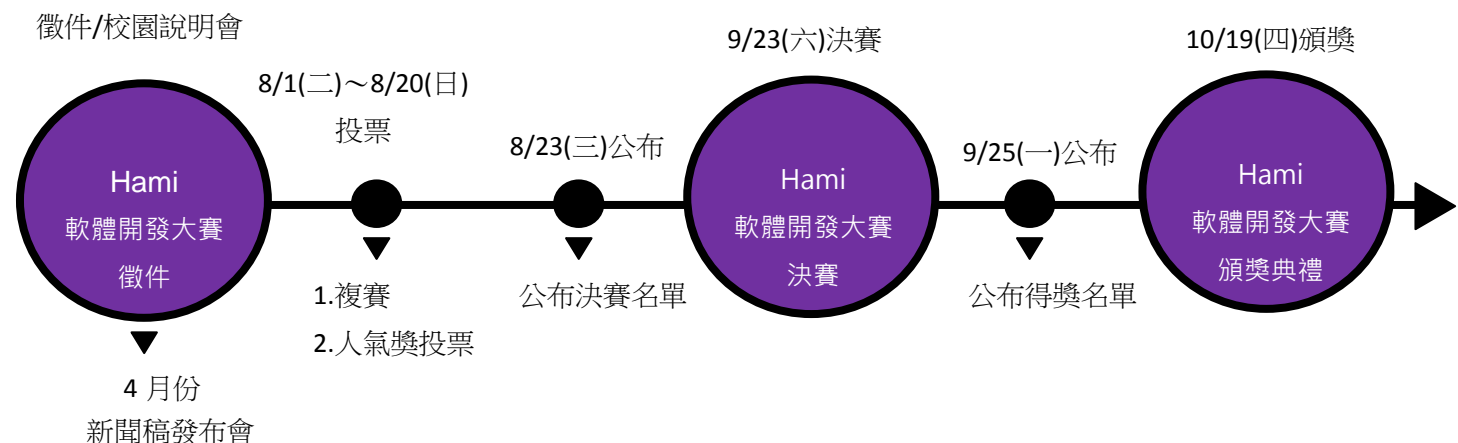 徵件/校園說明會
Hami
軟體開發大賽
徵件
4 月份
新聞稿發布會
8/1(二)～8/20(日)
投票
1.複賽
2.人氣獎投票
8/23(三)公布
公布決賽名單
9/23(六)決賽
Hami
軟體開發大賽
決賽
9/25(一)公布
公布得獎名單
10/19(四)頒獎
Hami
軟體開發大賽
頒獎典禮